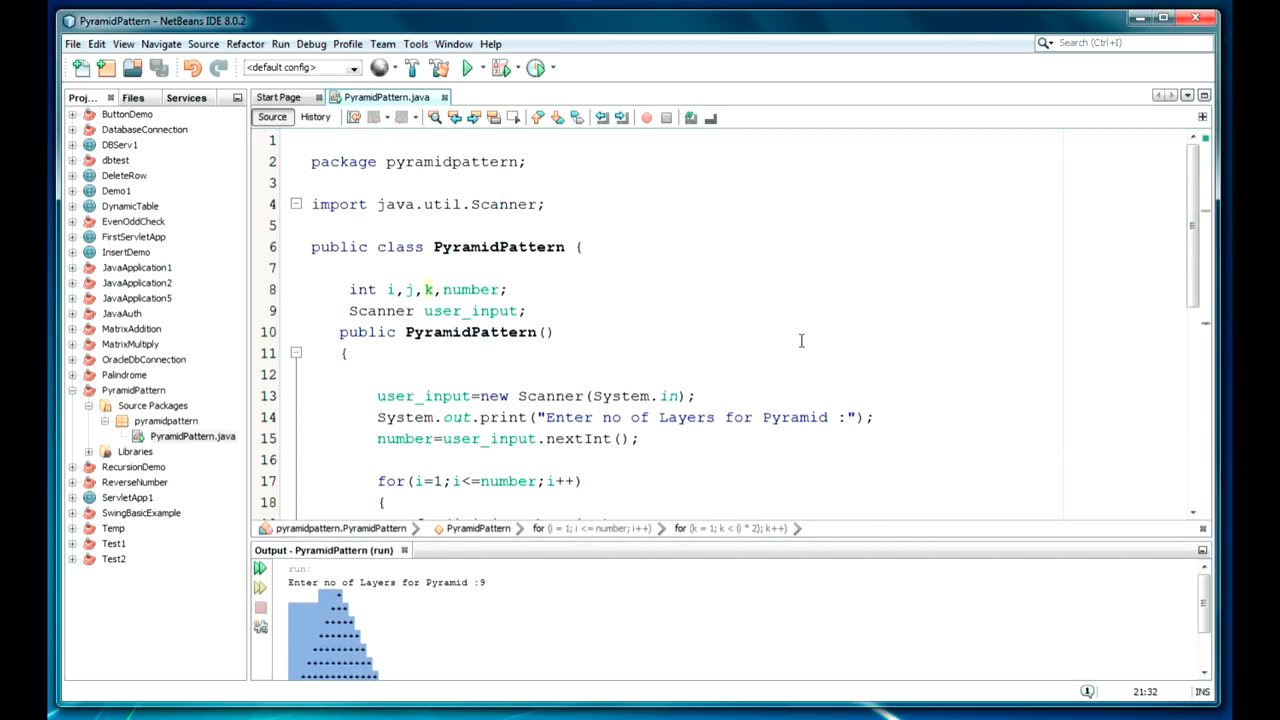 PyramidPattern - NetBeans IDE 8.0.2
File Edit View Navigate Source Refactor Run Debug Profile Team Tools Window Help
Search (Ctrl+I)
<default config>
Proj... Files Services
Start Page PyramidPattern.java
Source History
ButtonDemo
DatabaseConnection
DBServ1
dbtest
DeleteRow
Demo1
DynamicTable
EvenOddCheck
FirstServletApp
InsertDemo
JavaApplication1
JavaApplication2
JavaApplication5
JavaAuth
MatrixAddition
MatrixMultiply
OracleDbConnection
Palindrome
PyramidPattern
Source Packages
pyramidpattern
PyramidPattern.java
Libraries
RecursionDemo
ReverseNumber
ServletApp1
SwingBasicExample
Temp
Test1
Test2
1
2 package pyramidpattern;
3
4 import java.util.Scanner;
5
6 public class PyramidPattern {
7
8 int i,j,k,number;
9 Scanner user_input;
10 public PyramidPattern()
11 {
12
13 user_input=new Scanner(System.in);
14 System.out.print("Enter no of Layers for Pyramid :");
15 number=user_input.nextInt();
16
17 for(i=1;i<=number;i++)
18 {
pyramidpattern.PyramidPattern PyramidPattern for (i = 1; i <= number; i++) for (k = 1; k < (i * 2); k++)
Output - PyramidPattern (run)
run:
Enter no of Layers for Pyramid :9
*
***
*****
*******
*********
***********
*************
21:32 INS